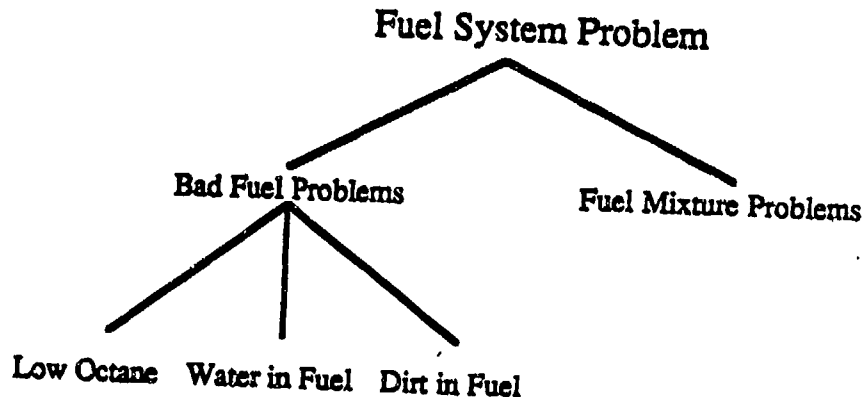 Fuel System Problem
Bad Fuel Problems
Fuel Mixture Problems
Low Octane
Water in Fuel
Dirt in Fuel